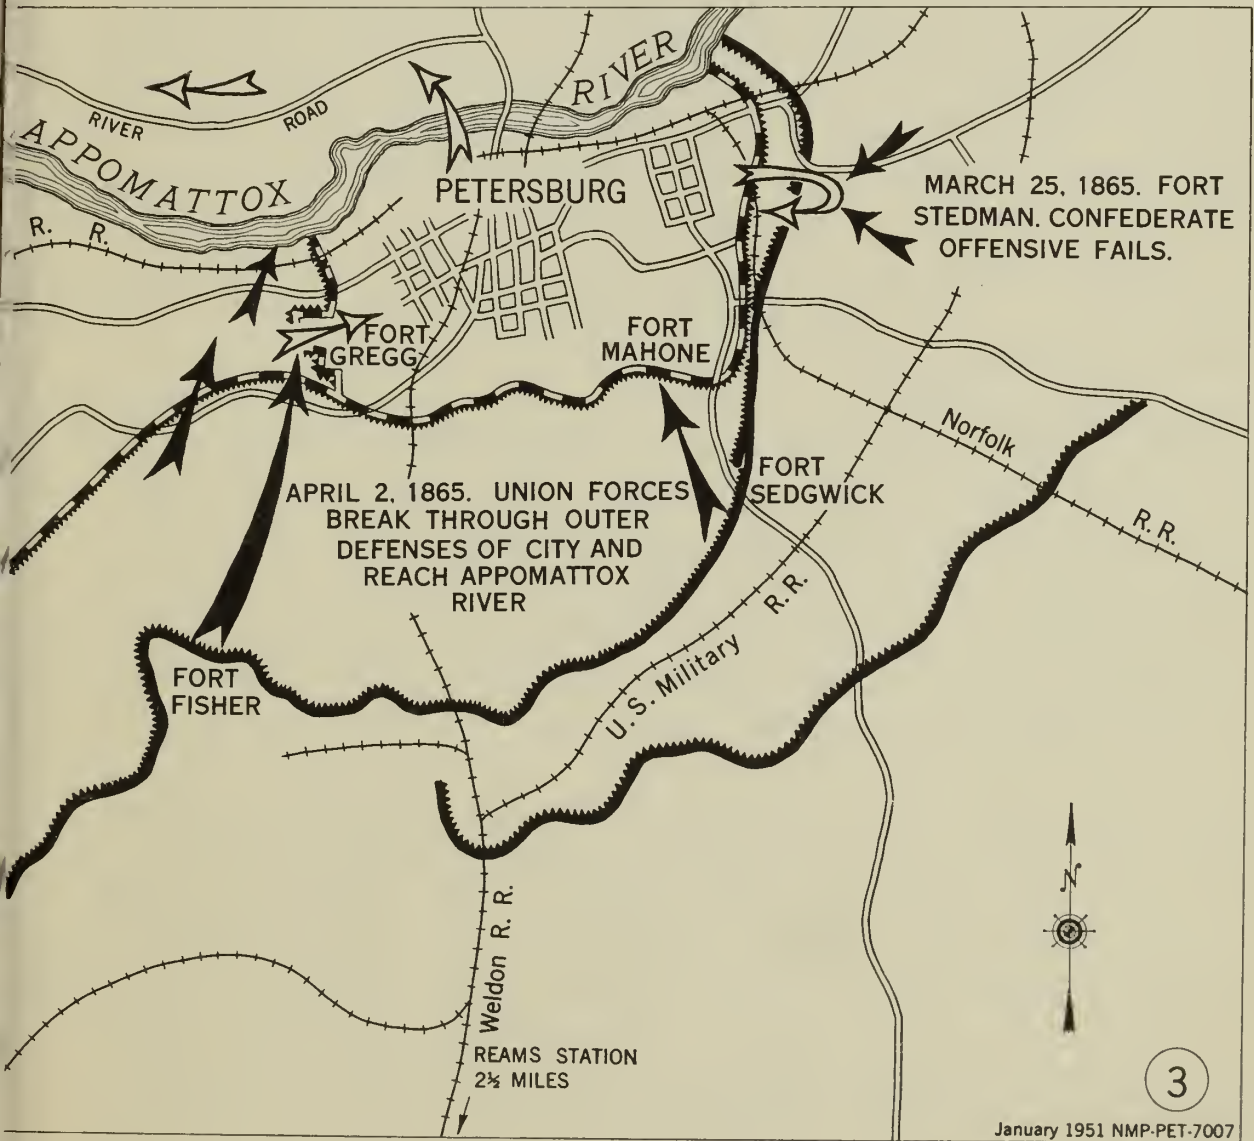 RIVER
RIVER ROAD
APPOMATTOX
R. R.
PETERSBURG
MARCH 25, 1865. FORT
STEDMAN. CONFEDERATE
OFFENSIVE FAILS.
FORT
GREGG
FORT
MAHONE
Norfolk
R. R.
FORT
SEDGWICK
APRIL 2, 1865. UNION FORCES
BREAK THROUGH OUTER
DEFENSES OF CITY AND
REACH APPOMATTOX
RIVER
U.S. Military R.R.
FORT
FISHER
N
Weldon R. R.
REAMS STATION
2½ MILES
3
January 1951 NMP-PET-7007